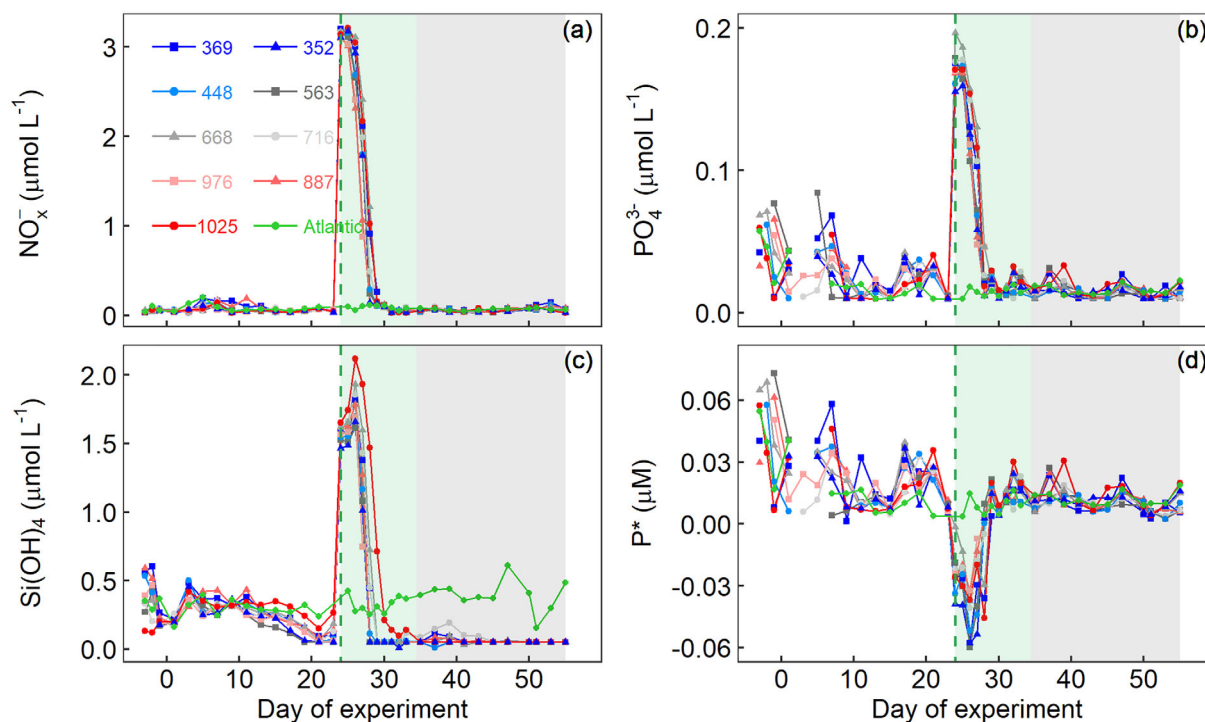 (a)
NOx⁻ (µmol L⁻¹)
3
2
1
0
369 352
448 563
668 716
976 887
1025 Atlantic
(b)
PO4³⁻ (µmol L⁻¹)
0.2
0.1
0.0
(c)
Si(OH)4 (µmol L⁻¹)
2.0
1.5
1.0
0.5
0.0
0 10 20 30 40 50
Day of experiment
(d)
P* (µM)
0.06
0.03
0.00
-0.03
-0.06
0 10 20 30 40 50
Day of experiment